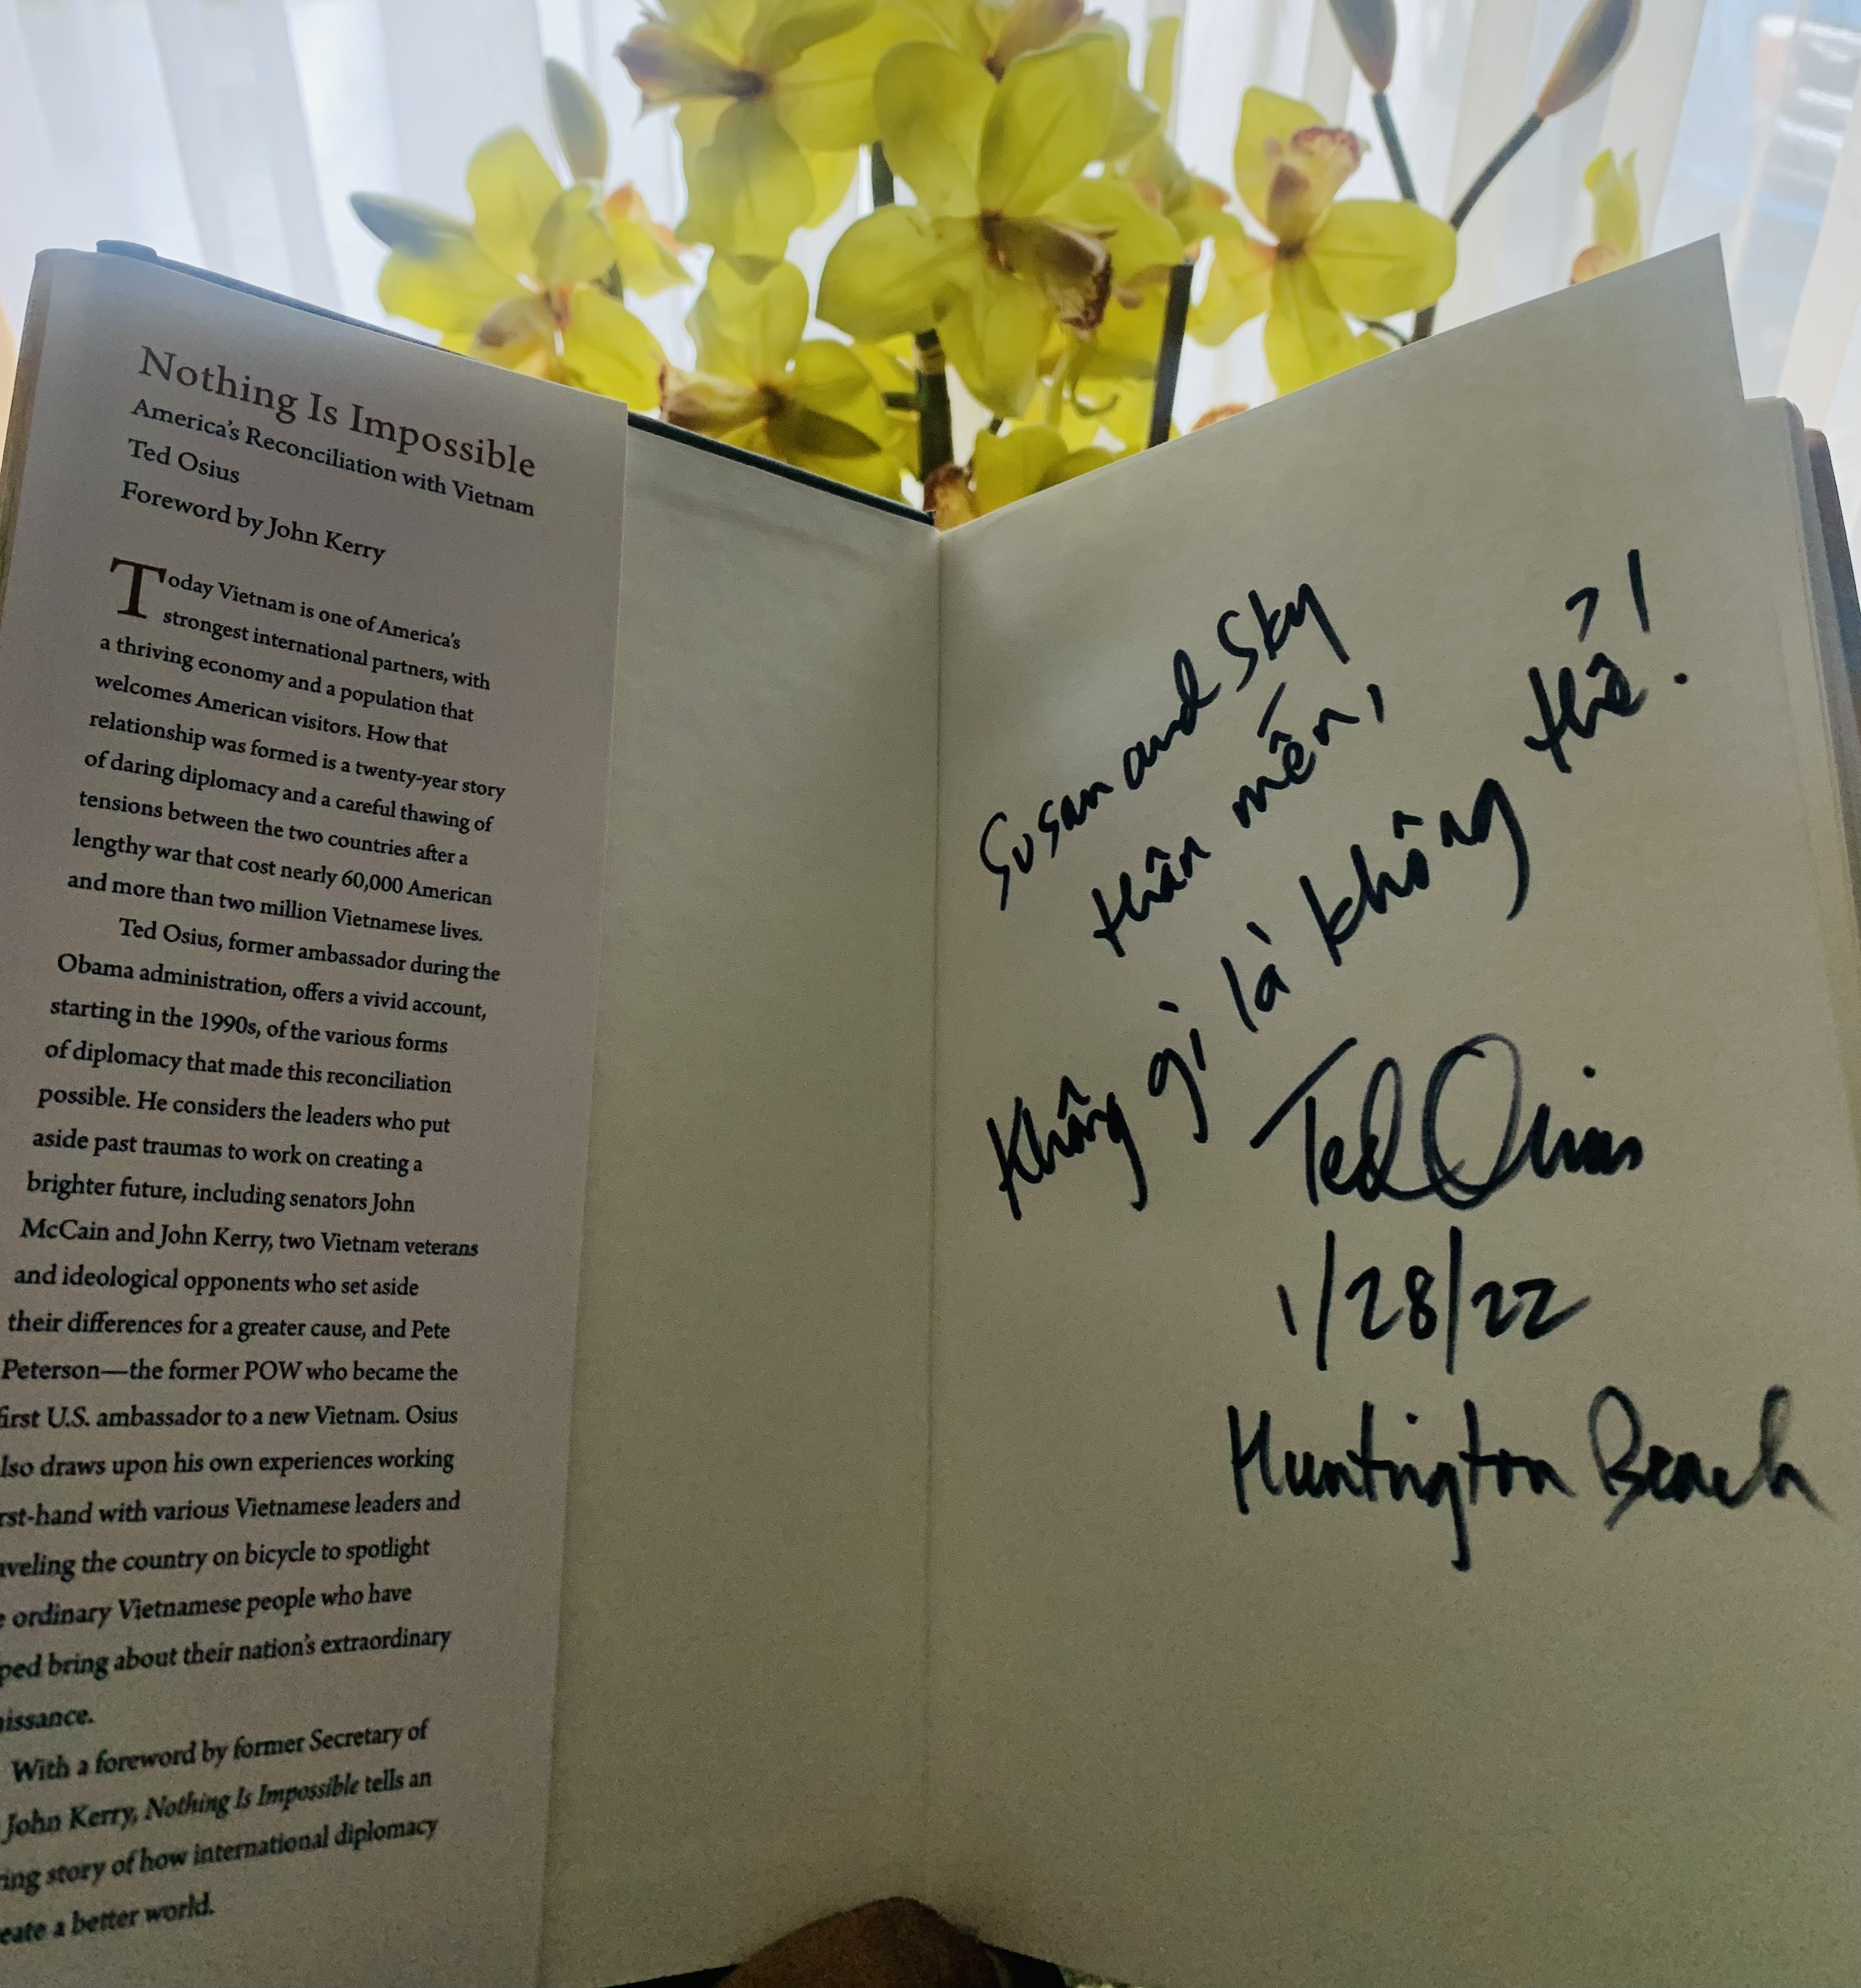 Nothing Is Impossible
America's Reconciliation with Vietnam
Ted Osius
Foreword by John Kerry
Today Vietnam is one of America's
strongest international partners, with
a thriving economy and a population that
welcomes American visitors. How that
relationship was formed is a twenty-year story
of daring diplomacy and a careful thawing of
tensions between the two countries after a
lengthy war that cost nearly 60,000 American
and more than two million Vietnamese lives.
Ted Osius, former ambassador during the
Obama administration, offers a vivid account,
starting in the 1990s, of the various forms
of diplomacy that made this reconciliation
possible. He considers the leaders who put
aside past traumas to work on creating a
brighter future, including senators John
McCain and John Kerry, two Vietnam veterans
and ideological opponents who set aside
their differences for a greater cause, and Pete
Peterson—the former POW who became the
first U.S. ambassador to a new Vietnam. Osius
draws upon his own experiences working
with various Vietnamese leaders and
the country on bicycle to spotlight
ordinary Vietnamese people who have
bring about their nation's extraordinary
With a foreword by former Secretary of
John Kerry, Nothing Is Impossible tells an
story of how international diplomacy
a better world.
Susan and Sky
thân mến,
Không gì là không thể!
Ted Osius
1/28/22
Huntington Beach